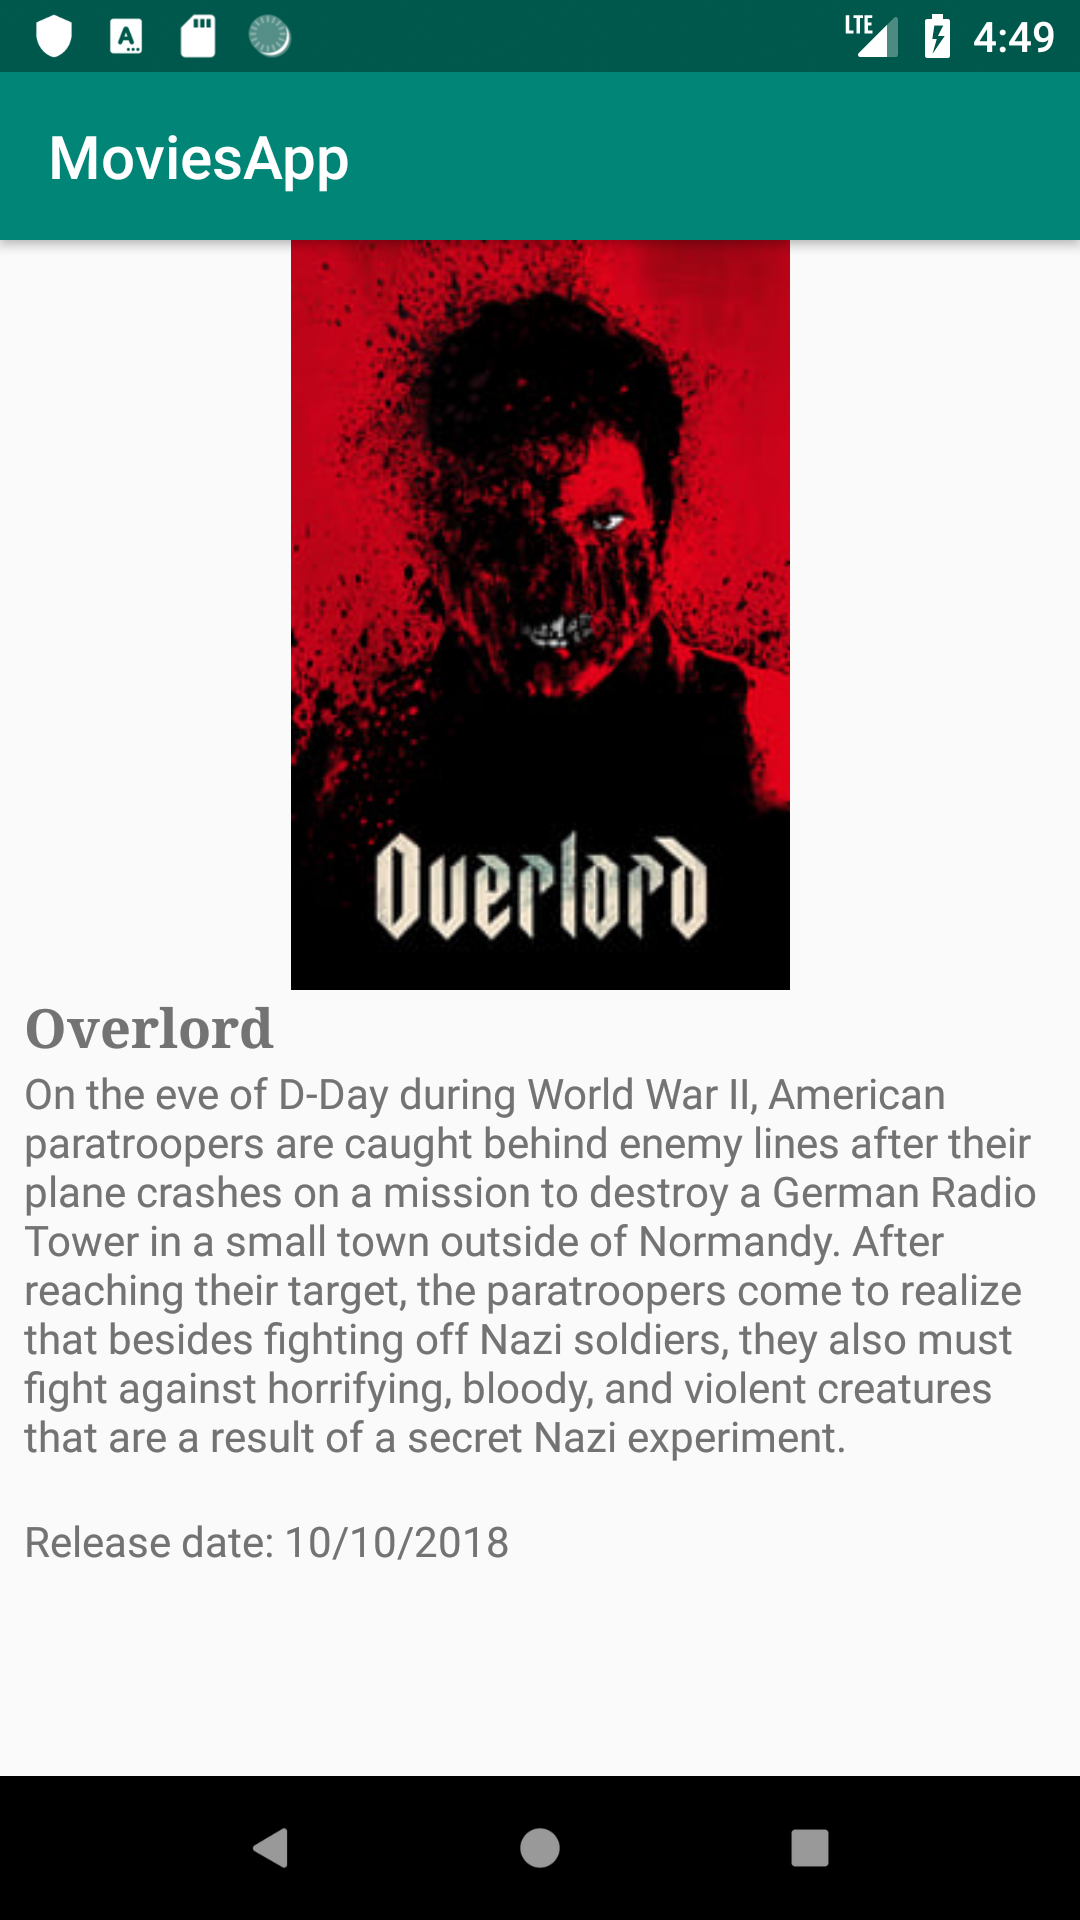 LTE 4:49
MoviesApp
Overlord
Overlord
On the eve of D-Day during World War II, American
paratroopers are caught behind enemy lines after their
plane crashes on a mission to destroy a German Radio
Tower in a small town outside of Normandy. After
reaching their target, the paratroopers come to realize
that besides fighting off Nazi soldiers, they also must
fight against horrifying, bloody, and violent creatures
that are a result of a secret Nazi experiment.
Release date: 10/10/2018